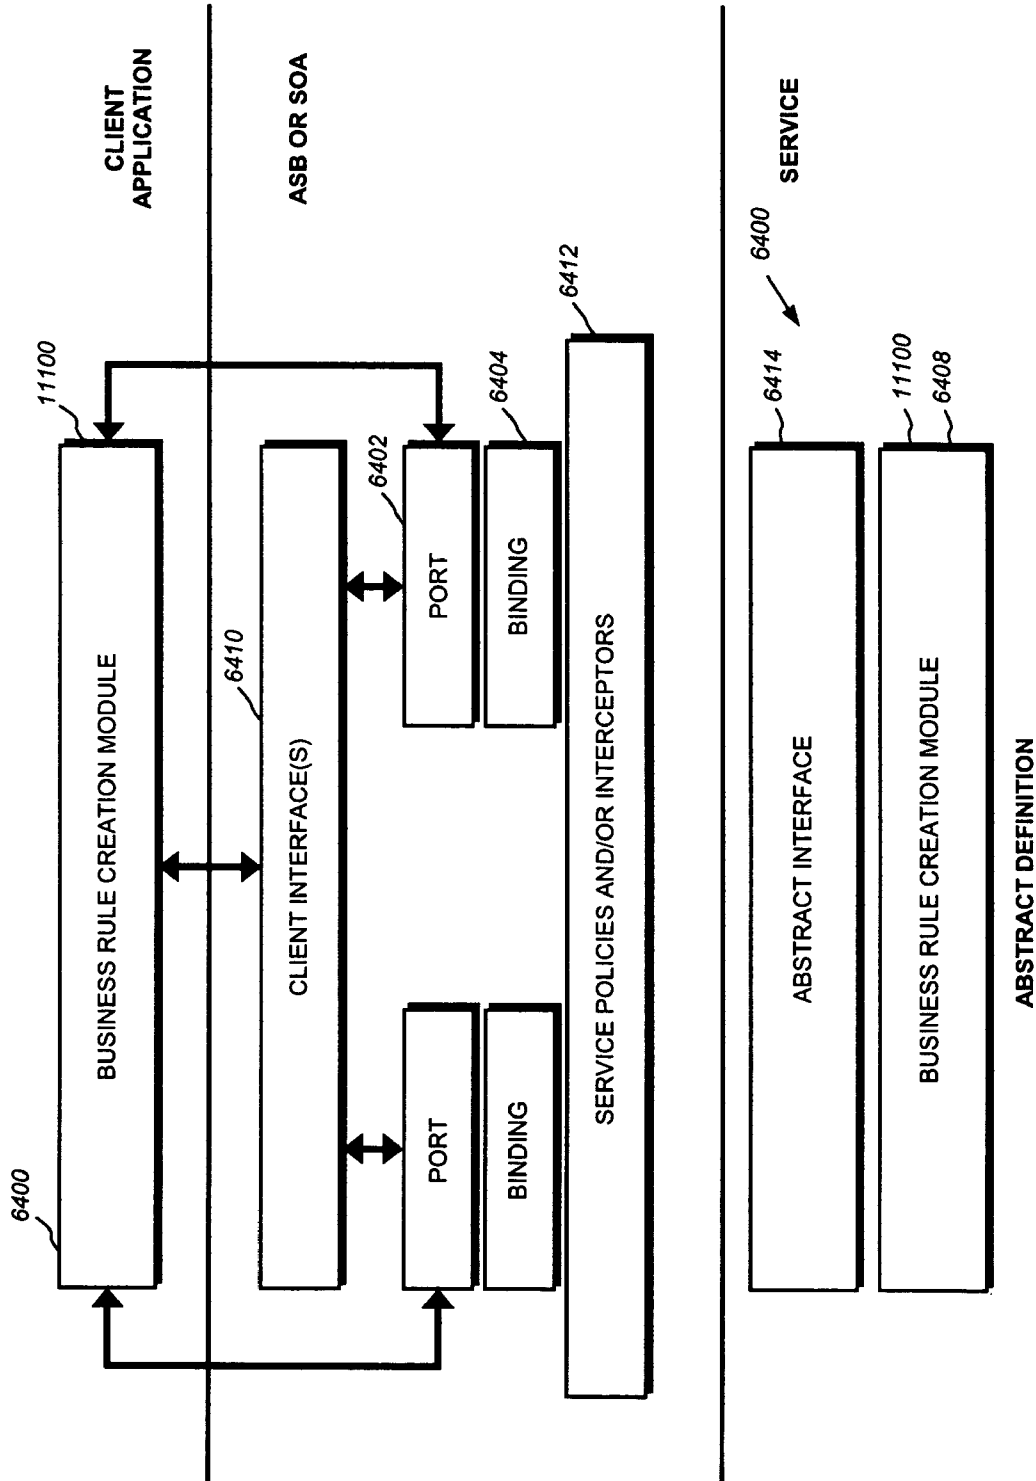 CLIENT
APPLICATION
6400
11100
BUSINESS RULE CREATION MODULE
ASB OR SOA
6410
CLIENT INTERFACE(S)
6402
PORT
PORT
6404
BINDING
BINDING
6412
SERVICE POLICIES AND/OR INTERCEPTORS
SERVICE
6400
6414
ABSTRACT INTERFACE
11100
6408
BUSINESS RULE CREATION MODULE
ABSTRACT DEFINITION